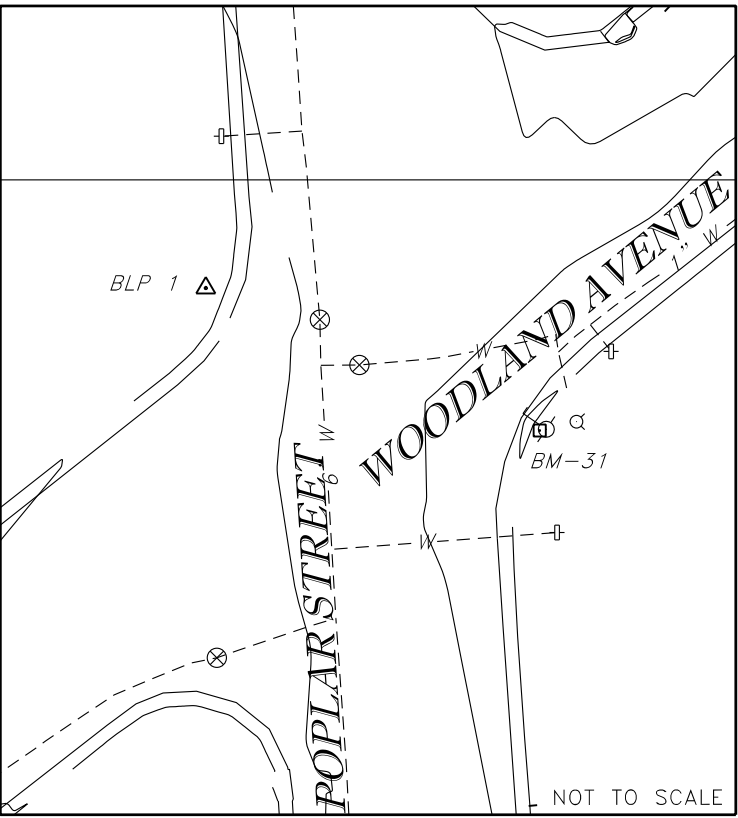 BLP 1
WOODLAND AVENUE
1" W
W
W
6
BM-31
W
POPLAR STREET
NOT TO SCALE